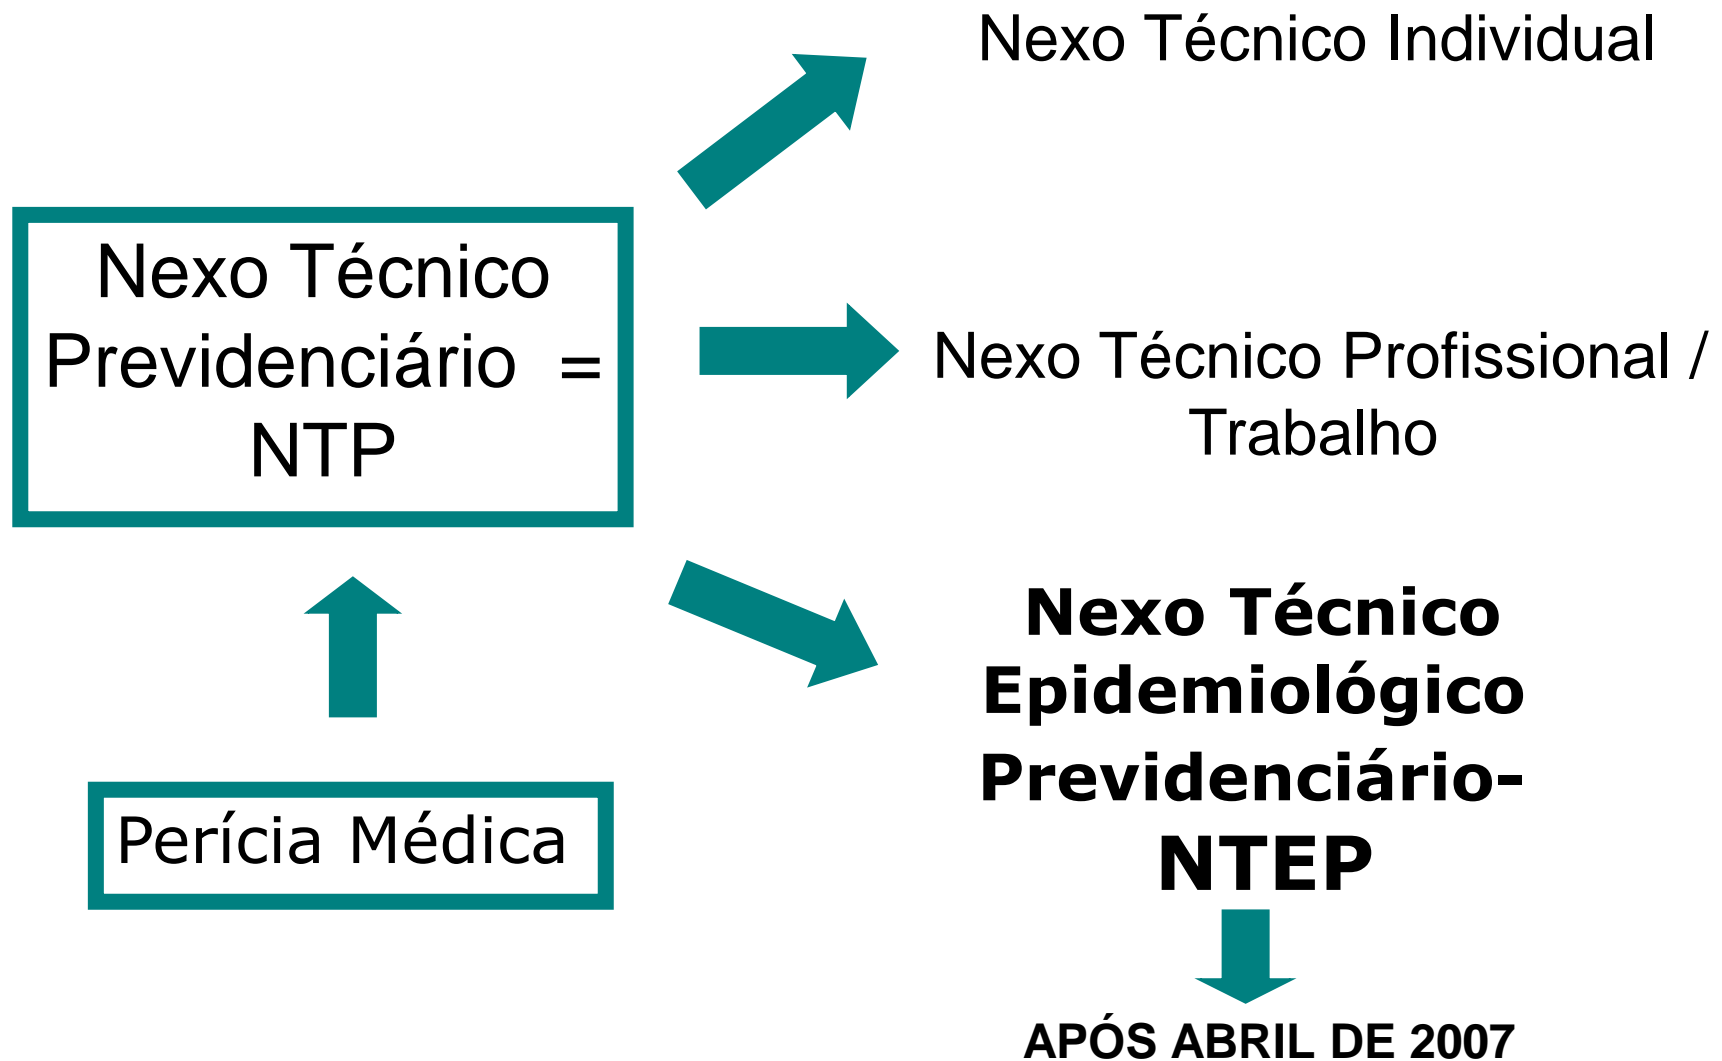 Nexo Técnico Individual
Nexo Técnico
Previdenciário =
NTP
Nexo Técnico Profissional /
Trabalho
Perícia Médica
Nexo Técnico
Epidemiológico
Previdenciário-
NTEP
APÓS ABRIL DE 2007